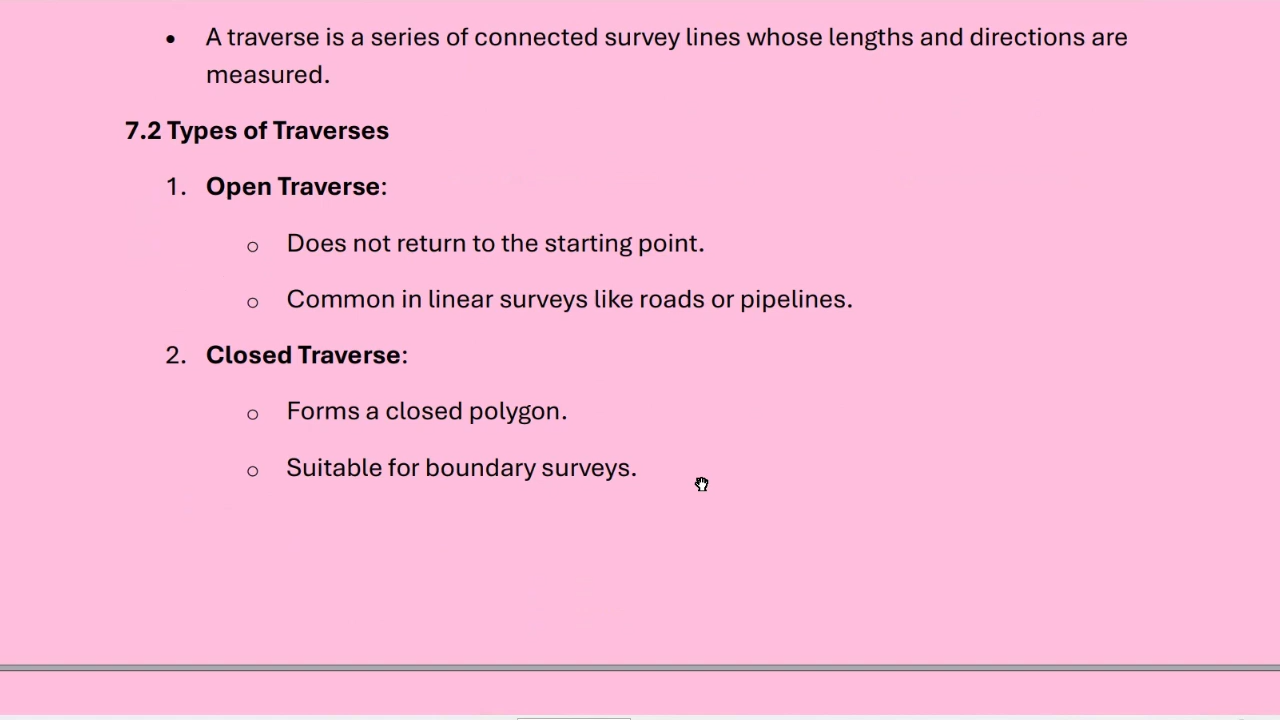 • A traverse is a series of connected survey lines whose lengths and directions are
measured.
7.2 Types of Traverses
1. Open Traverse:
o Does not return to the starting point.
o Common in linear surveys like roads or pipelines.
2. Closed Traverse:
o Forms a closed polygon.
o Suitable for boundary surveys.